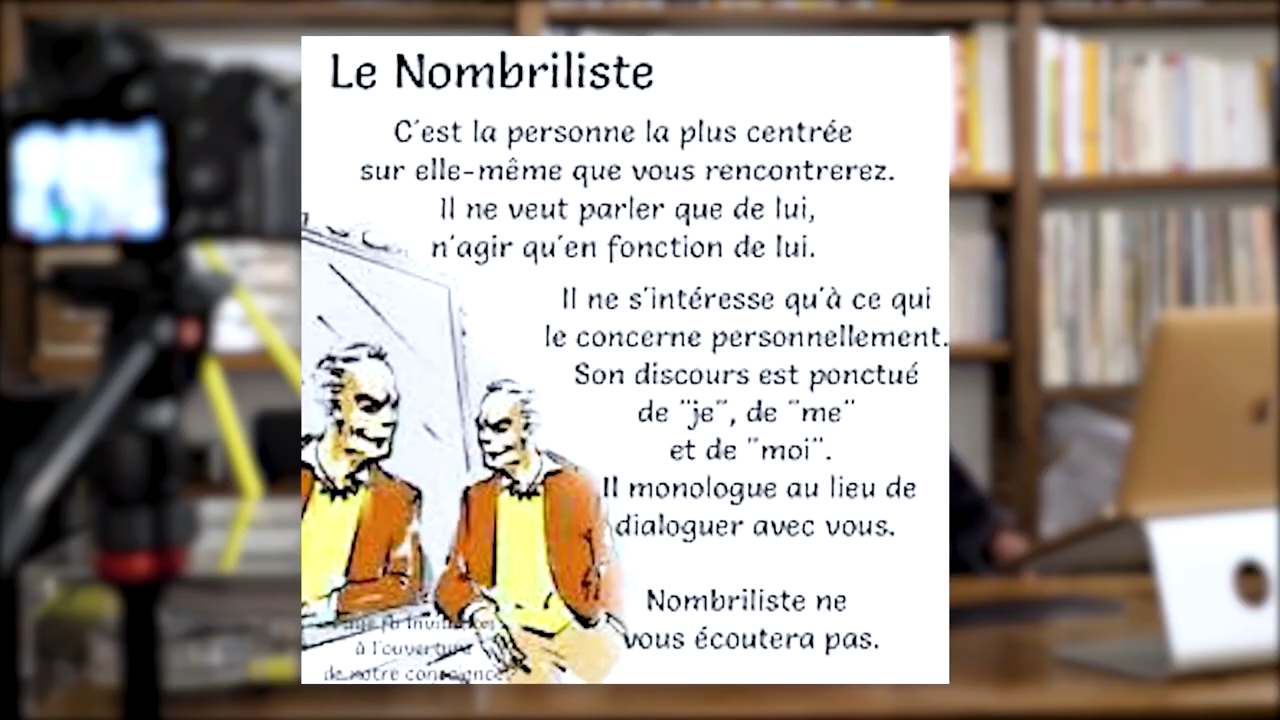 Le Nombriliste
C'est la personne la plus centrée
sur elle-même que vous rencontrerez.
Il ne veut parler que de lui,
n'agir qu'en fonction de lui.
Il ne s'intéresse qu'à ce qui
le concerne personnellement.
Son discours est ponctué
de "je", de "me"
et de "moi".
Il monologue au lieu de
dialoguer avec vous.
Nombriliste ne
vous écoutera pas.
à l'ouverture
de notre conscience